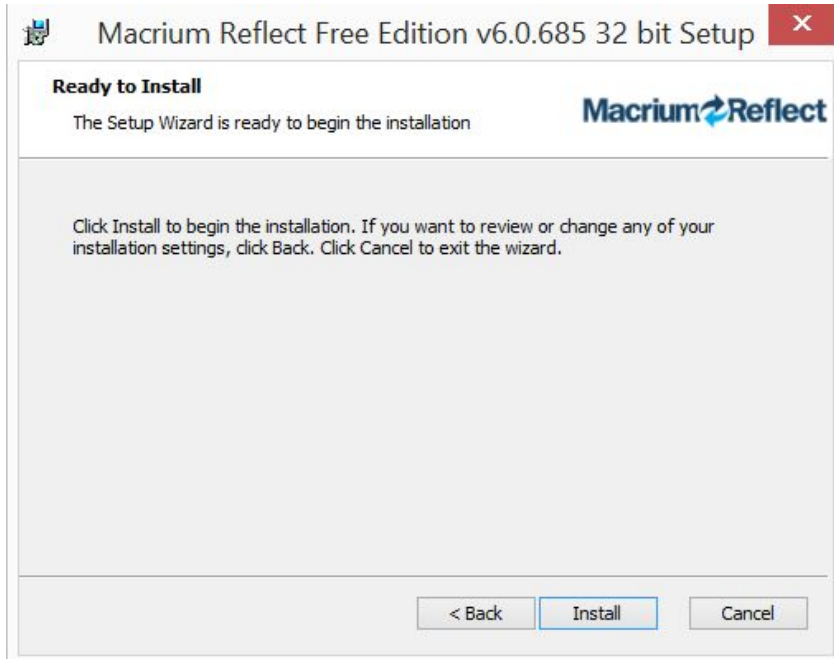 Macrium Reflect Free Edition v6.0.685 32 bit Setup
Ready to Install
The Setup Wizard is ready to begin the installation
Macrium Reflect
Click Install to begin the installation. If you want to review or change any of your
installation settings, click Back. Click Cancel to exit the wizard.
< Back
Install
Cancel